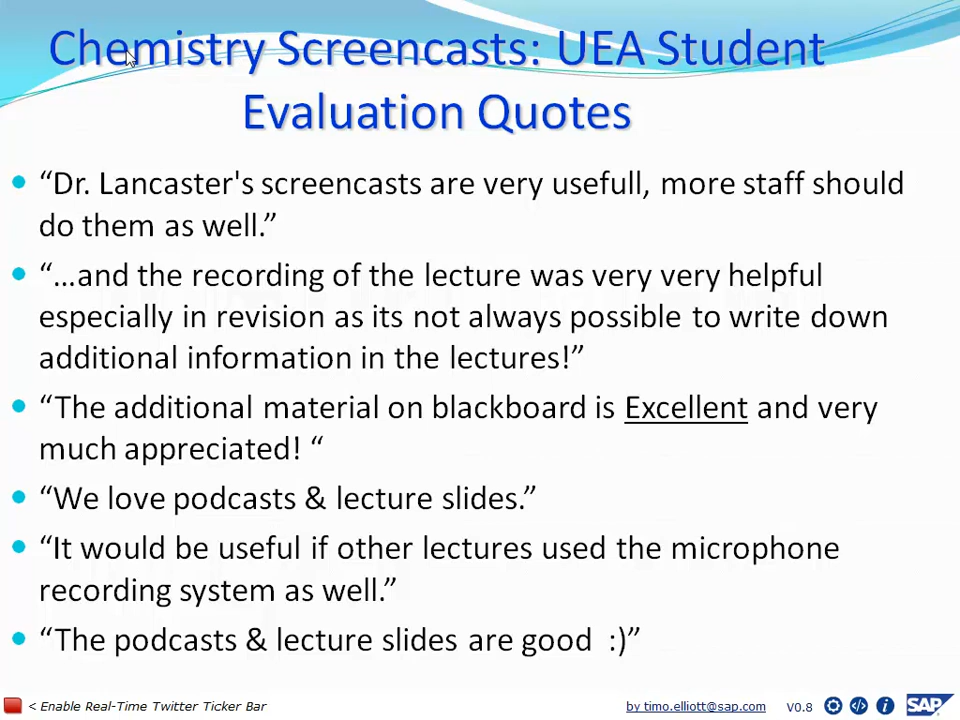 Chemistry Screencasts: UEA Student
Evaluation Quotes
“Dr. Lancaster's screencasts are very usefull, more staff should
do them as well.”
“…and the recording of the lecture was very very helpful
especially in revision as its not always possible to write down
additional information in the lectures!”
“The additional material on blackboard is Excellent and very
much appreciated! “
“We love podcasts & lecture slides.”
“It would be useful if other lectures used the microphone
recording system as well.”
“The podcasts & lecture slides are good :)”
< Enable Real-Time Twitter Ticker Bar
by timo.elliott@sap.com V0.8 SAP